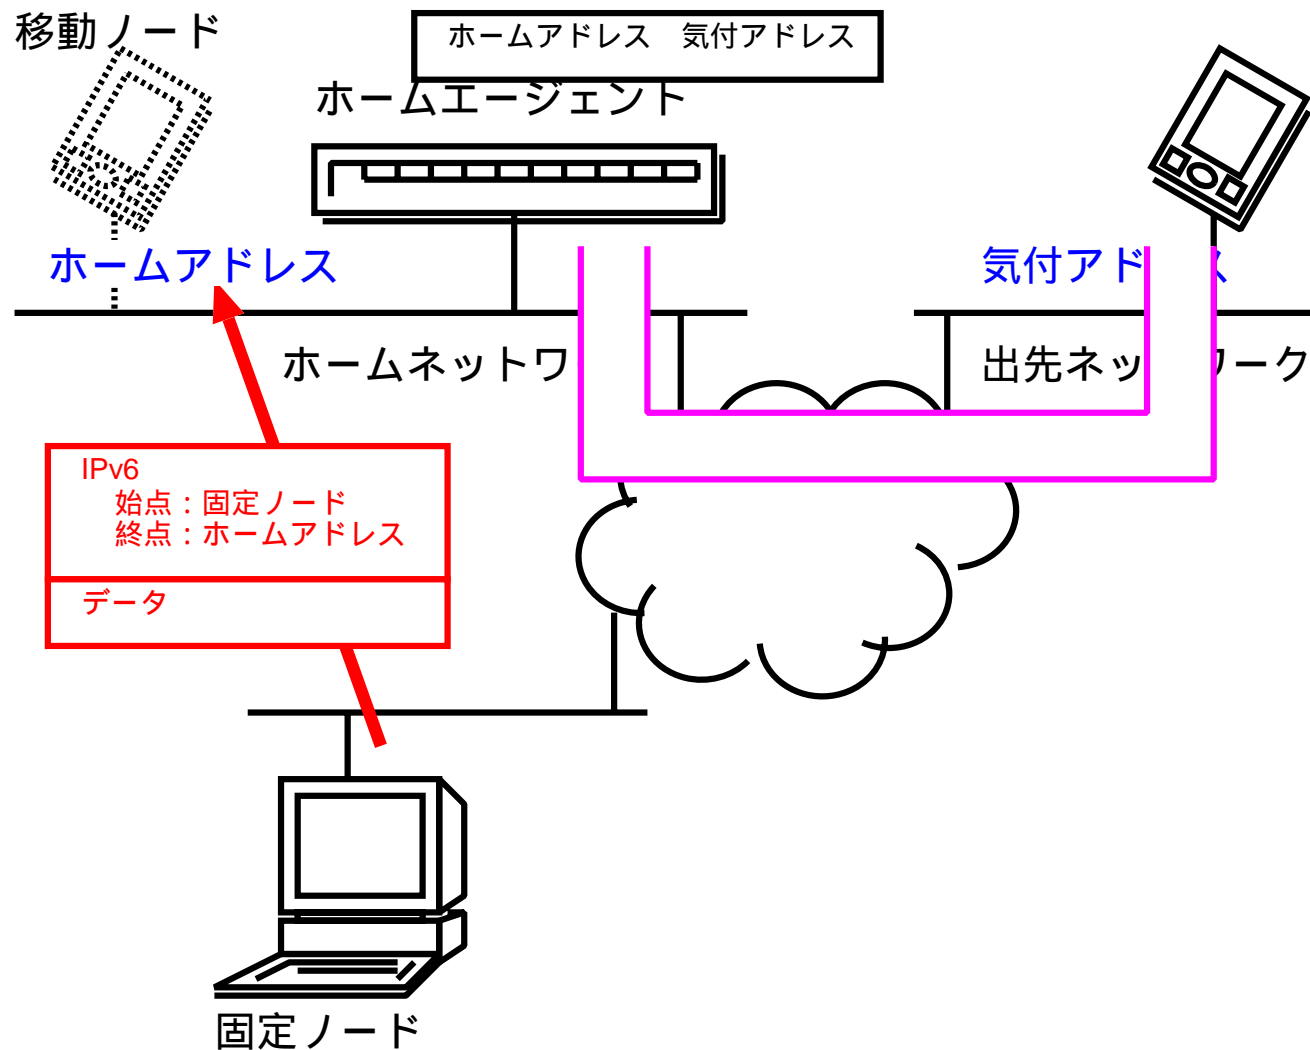 移動ノード
ホームアドレス　気付アドレス
ホームエージェント
ホームアドレス
気付アド ス
ホームネットワ
出先ネッ ワーク
IPv6
始点：固定ノード
終点：ホームアドレス
データ
固定ノード